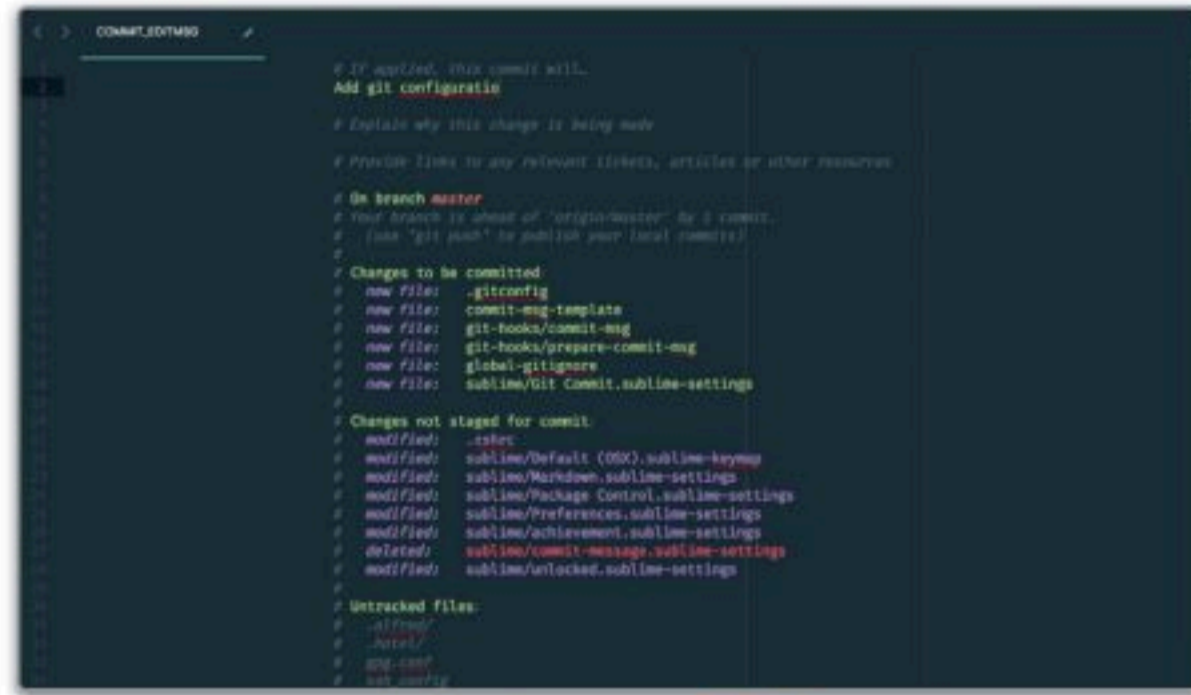 COMMIT_EDITMSG
# If applied, this commit will…
Add git configuratio
# Explain why this change is being made
# Provide links to any relevant tickets, articles or other resources
# On branch master
# Your branch is ahead of 'origin/master' by 1 commit.
#   (use "git push" to publish your local commits)
#
# Changes to be committed:
#   new file:   .gitconfig
#   new file:   commit-msg-template
#   new file:   git-hooks/commit-msg
#   new file:   git-hooks/prepare-commit-msg
#   new file:   global-gitignore
#   new file:   sublime/Git Commit.sublime-settings
#
# Changes not staged for commit:
#   modified:   .zshrc
#   modified:   sublime/Default (OSX).sublime-keymap
#   modified:   sublime/Markdown.sublime-settings
#   modified:   sublime/Package Control.sublime-settings
#   modified:   sublime/Preferences.sublime-settings
#   modified:   sublime/achievement.sublime-settings
#   deleted:    sublime/commit-message.sublime-settings
#   modified:   sublime/unlocked.sublime-settings
#
# Untracked files:
#   .alfred/
#   .hotel/
#   gpg.conf
#   ssh_config